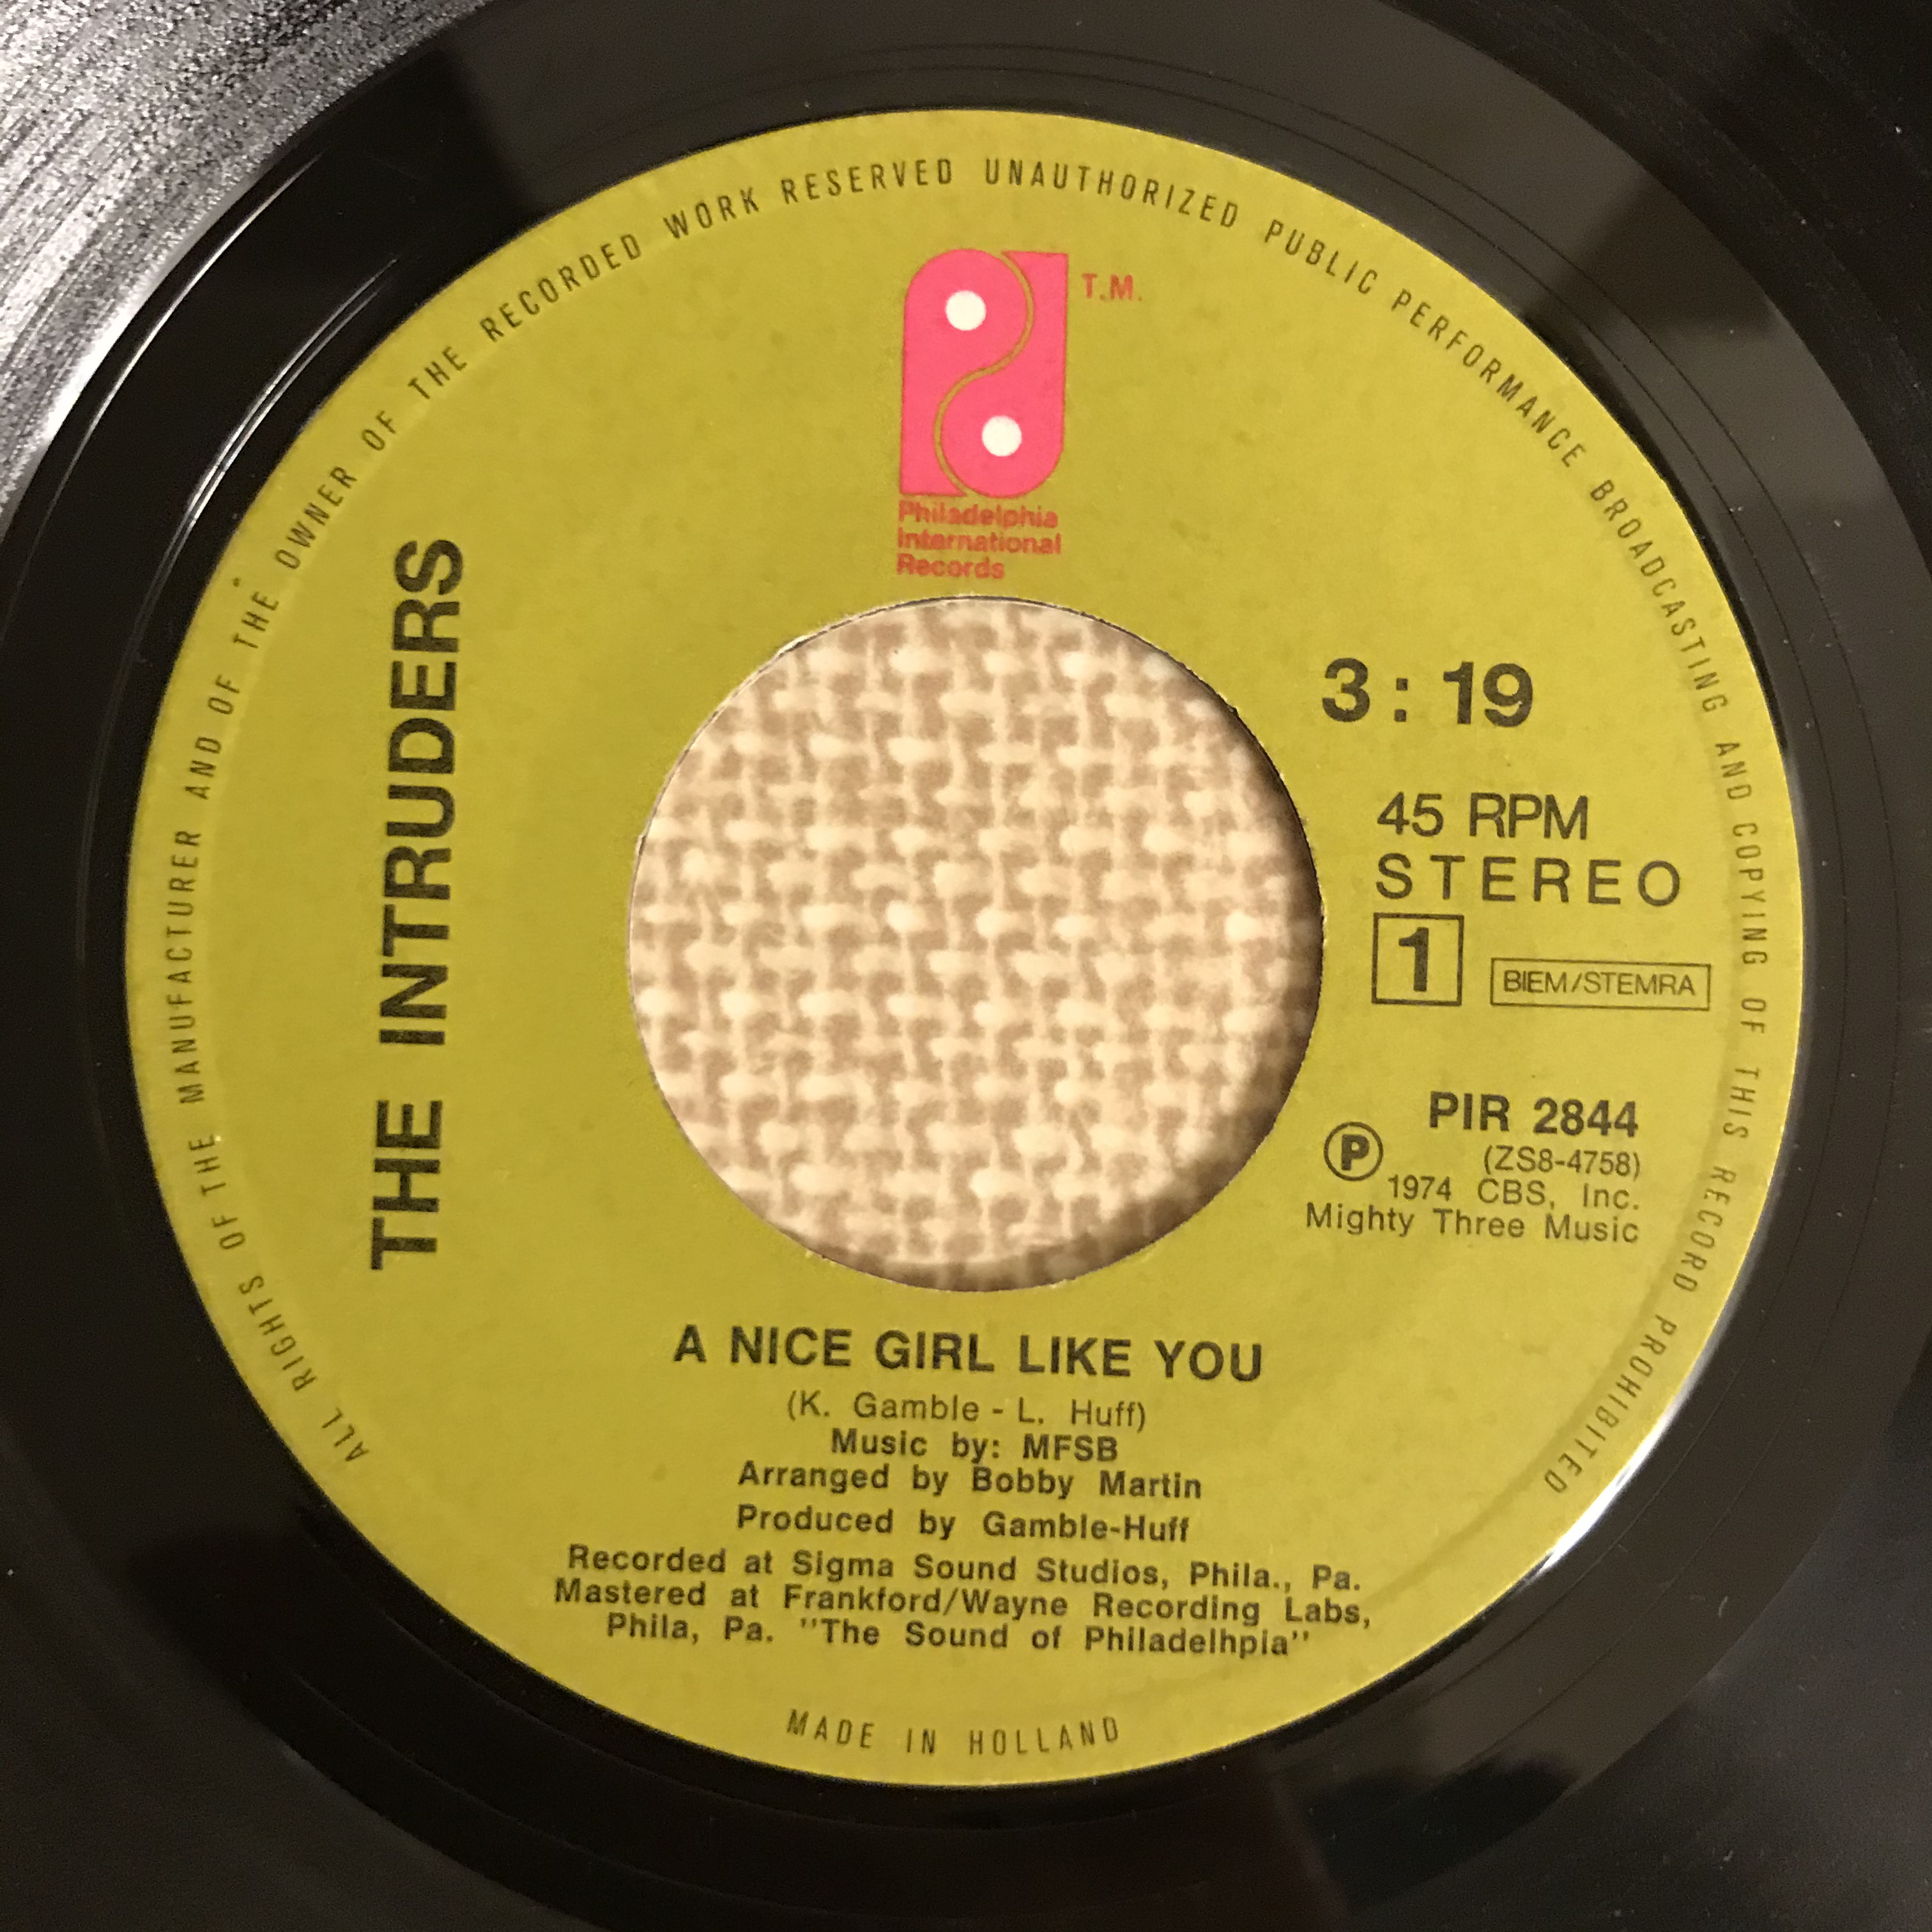 ALL RIGHTS OF THE MANUFACTURER AND OF THE OWNER OF THE RECORDED WORK RESERVED UNAUTHORIZED PUBLIC PERFORMANCE BROADCASTING AND COPYING OF THIS RECORD PROHIBITED
T.M.
Philadelphia
International
Records
THE INTRUDERS
3:19
45 RPM
STEREO
1
BIEM/STEMRA
PIR 2844
(ZS8-4758)
Ⓟ 1974 CBS, Inc.
Mighty Three Music
A NICE GIRL LIKE YOU
(K. Gamble - L. Huff)
Music by: MFSB
Arranged by Bobby Martin
Produced by Gamble-Huff
Recorded at Sigma Sound Studios, Phila., Pa.
Mastered at Frankford/Wayne Recording Labs,
Phila, Pa. "The Sound of Philadelhpia"
MADE IN HOLLAND